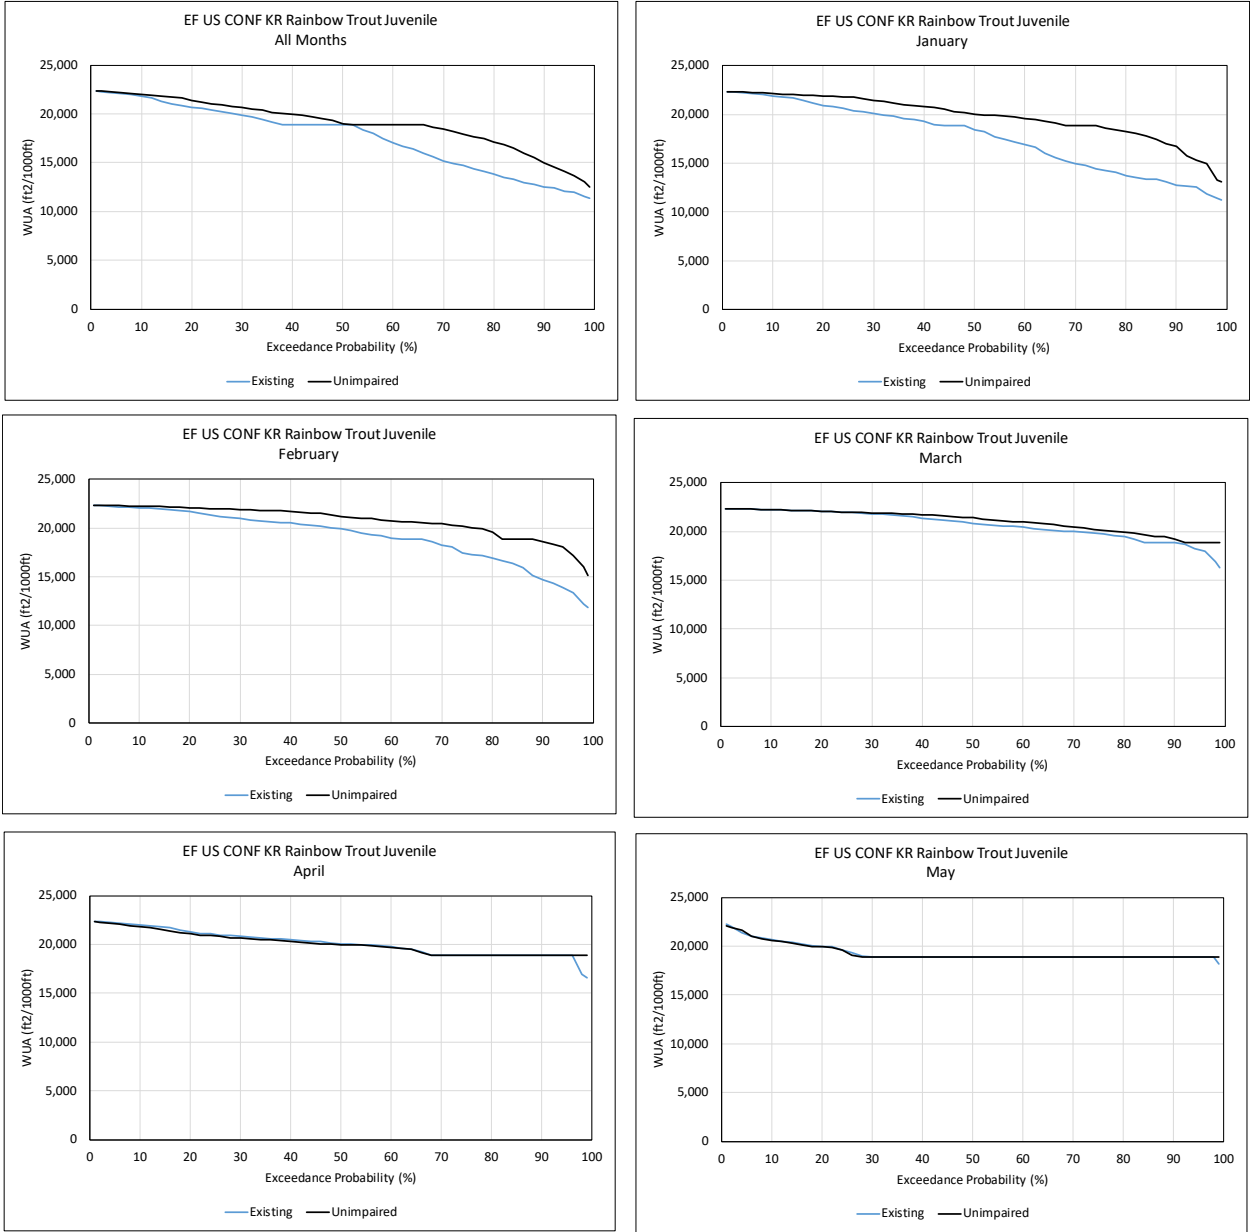 EF US CONF KR Rainbow Trout Juvenile
All Months
25,000
20,000
15,000
10,000
5,000
0
WUA (ft2/1000ft)
0 10 20 30 40 50 60 70 80 90 100
Exceedance Probability (%)
Existing Unimpaired
EF US CONF KR Rainbow Trout Juvenile
January
25,000
20,000
15,000
10,000
5,000
0
WUA (ft2/1000ft)
0 10 20 30 40 50 60 70 80 90 100
Exceedance Probability (%)
Existing Unimpaired
EF US CONF KR Rainbow Trout Juvenile
February
25,000
20,000
15,000
10,000
5,000
0
WUA (ft2/1000ft)
0 10 20 30 40 50 60 70 80 90 100
Exceedance Probability (%)
Existing Unimpaired
EF US CONF KR Rainbow Trout Juvenile
March
25,000
20,000
15,000
10,000
5,000
0
WUA (ft2/1000ft)
0 10 20 30 40 50 60 70 80 90 100
Exceedance Probability (%)
Existing Unimpaired
EF US CONF KR Rainbow Trout Juvenile
April
25,000
20,000
15,000
10,000
5,000
0
WUA (ft2/1000ft)
0 10 20 30 40 50 60 70 80 90 100
Exceedance Probability (%)
Existing Unimpaired
EF US CONF KR Rainbow Trout Juvenile
May
25,000
20,000
15,000
10,000
5,000
0
WUA (ft2/1000ft)
0 10 20 30 40 50 60 70 80 90 100
Exceedance Probability (%)
Existing Unimpaired